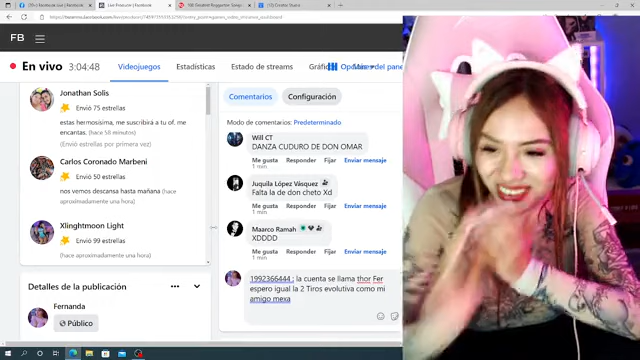 FB
En vivo
3:04:48
Videojuegos
Estadísticas
Estado de streams
Jonathan Solis
Envió 75 estrellas
estas hermosisima, me suscribirá a tu of, me
encantas. (hace 58 minutos)
(Envió estrellas por primera vez)
Carlos Coronado Marbeni
Envió 50 estrellas
nos vemos descansa hasta mañana (hace
aproximadamente una hora)
Xlinghtmoon Light
Envió 99 estrellas
(hace aproximadamente una hora)
Detalles de la publicación
Fernanda
Público
Comentarios
Configuración
Modo de comentarios: Predeterminado
Will CT
DANZA CUDURO DE DON OMAR
Me gusta Responder Fijar Enviar mensaje
1 min
Juquila López Vásquez
Falta la de don cheto Xd
Me gusta Responder Fijar Enviar mensaje
1 min
Maarco Ramah
XDDDD
Me gusta Responder Fijar Enviar mensaje
1 min
1992366444 ; la cuenta se llama thor Fer
espero igual la 2 Tiros evolutiva como mi
amigo mexa